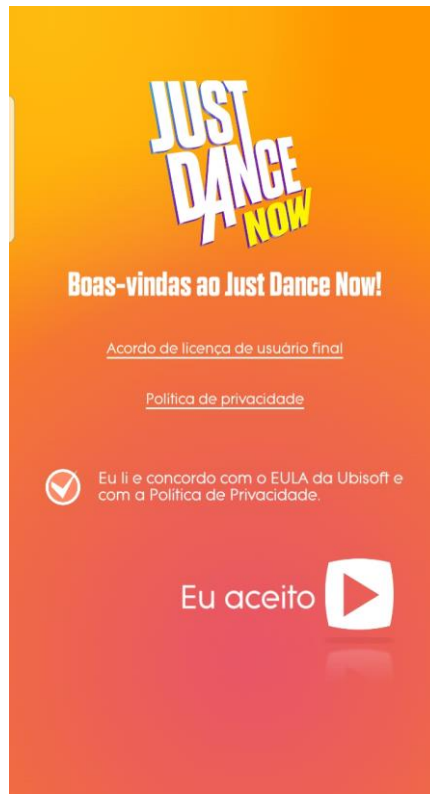 JUST
DANCE
NOW
Boas-vindas ao Just Dance Now!
Acordo de licença de usuário final
Política de privacidade
Eu li e concordo com o EULA da Ubisoft e
com a Política de Privacidade.
Eu aceito